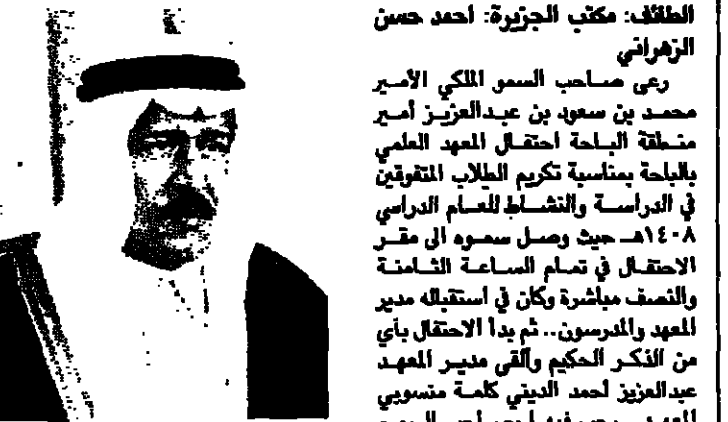 الطائف: مكتب الجزيرة: احمد حسن
الزهراني
رعى صاحب السمو الملكي الأمير
محمد بن سعود بن عبدالعزيز أمير
منطقة الباحة احتفال المعهد العلمي
بالباحة بمناسبة تكريم الطلاب المتفوقين
في الدراسة والنشاط للعام الدراسي
١٤٠٨هـ حيث وصل سموه الى مقر
الاحتفال في تمام الساعة الثامنة
والنصف مباشرة وكان في استقباله مدير
المعهد والمدرسون.. ثم بدأ الاحتفال بآي
من الذكر الحكيم وألقى مدير المعهد
عبدالعزيز أحمد الديني كلمة منسوبي
المعهد